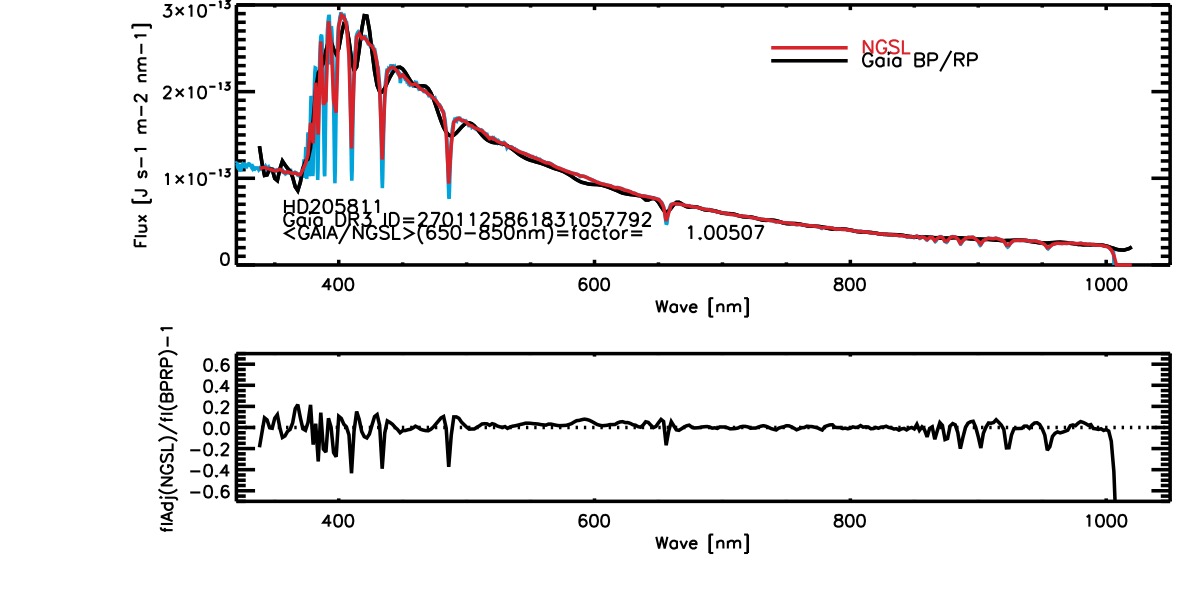 3×10−13
2×10−13
1×10−13
0
Flux [J s−1 m−2 nm−1]
NGSL
Gaia BP/RP
HD205811
Gaia DR3 ID=2701125861831057792
<GAIA/NGSL>(650−850nm)=factor= 1.00507
400 600 800 1000
Wave [nm]
flAdj(NGSL)/fl(BPRP)−1
0.6
0.4
0.2
0.0
−0.2
−0.4
−0.6
400 600 800 1000
Wave [nm]